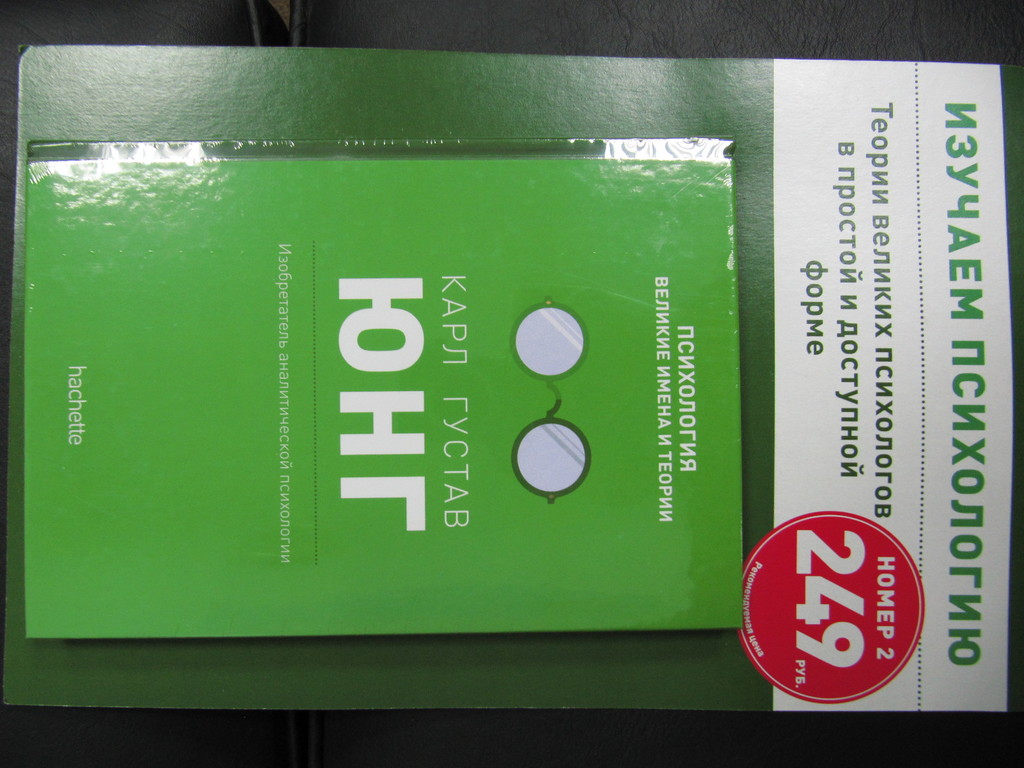 ИЗУЧАЕМ ПСИХОЛОГИЮ
Теории великих психологов
в простой и доступной
форме
НОМЕР 2
249 РУБ.
Рекомендуемая цена
ПСИХОЛОГИЯ
ВЕЛИКИЕ ИМЕНА И ТЕОРИИ
КАРЛ ГУСТАВ
ЮНГ
Изобретатель аналитической психологии
hachette